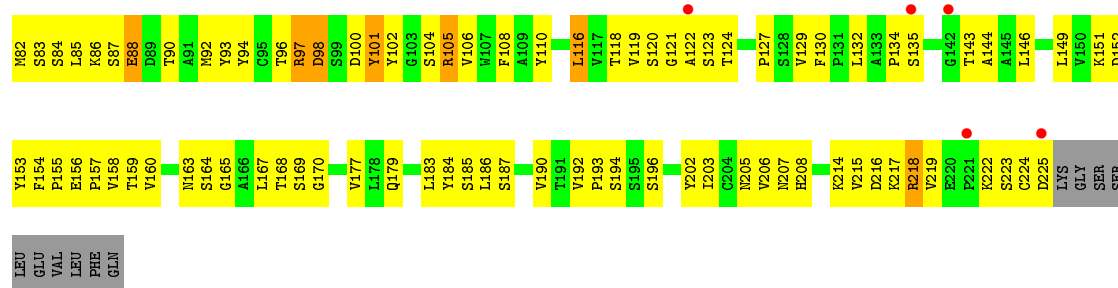 M82 S83 S84 L85 K86 S87 E88 D89 T90 A91 M92 Y93 Y94 C95 T96 R97 D98 S99 D100 Y101 Y102 G103 S104 R105 V106 W107 F108 A109 Y110 L116 V117 T118 V119 S120 G121 A122 S123 T124 P127 S128 V129 F130 P131 L132 A133 P134 S135 G142 T143 A144 A145 L146 L149 V150 K151 D152
Y153 F154 P155 E156 P157 V158 T159 V160 N163 S164 G165 A166 L167 T168 S169 G170 V177 L178 Q179 L183 Y184 S185 L186 S187 V190 T191 V192 P193 S194 S195 S196 Y202 I203 C204 N205 V206 N207 H208 K214 V215 D216 K217 R218 V219 E220 P221 K222 S223 C224 D225 LYS GLY SER SER
LEU GLU VAL LEU PHE GLN